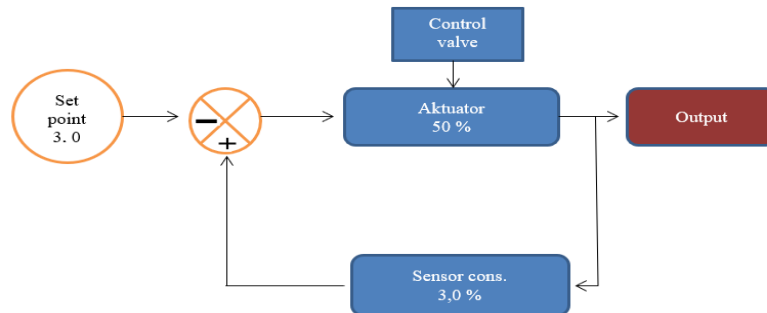 Control
valve
Set
point
3. 0
−
+
Aktuator
50 %
Output
Sensor cons.
3,0 %